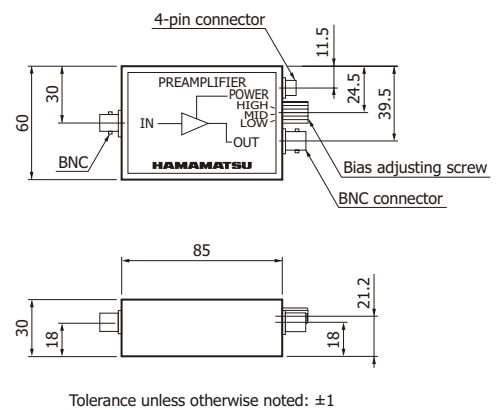 4-pin connector
11.5
24.5
39.5
30
60
PREAMPLIFIER
POWER
HIGH
MID
LOW
IN
OUT
HAMAMATSU
BNC
Bias adjusting screw
BNC connector
85
30
18
18
21.2
Tolerance unless otherwise noted: ±1